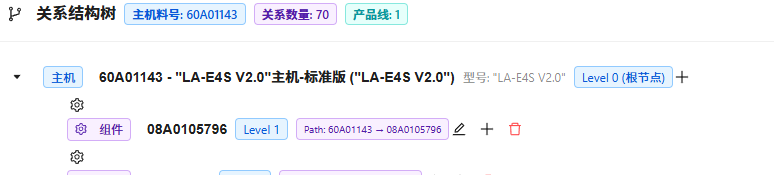 关系结构树 主机料号: 60A01143 关系数量: 70 产品线: 1
主机 60A01143 - "LA-E4S V2.0"主机-标准版 ("LA-E4S V2.0") 型号: "LA-E4S V2.0" Level 0 (根节点)
组件 08A0105796 Level 1 Path: 60A01143 → 08A0105796